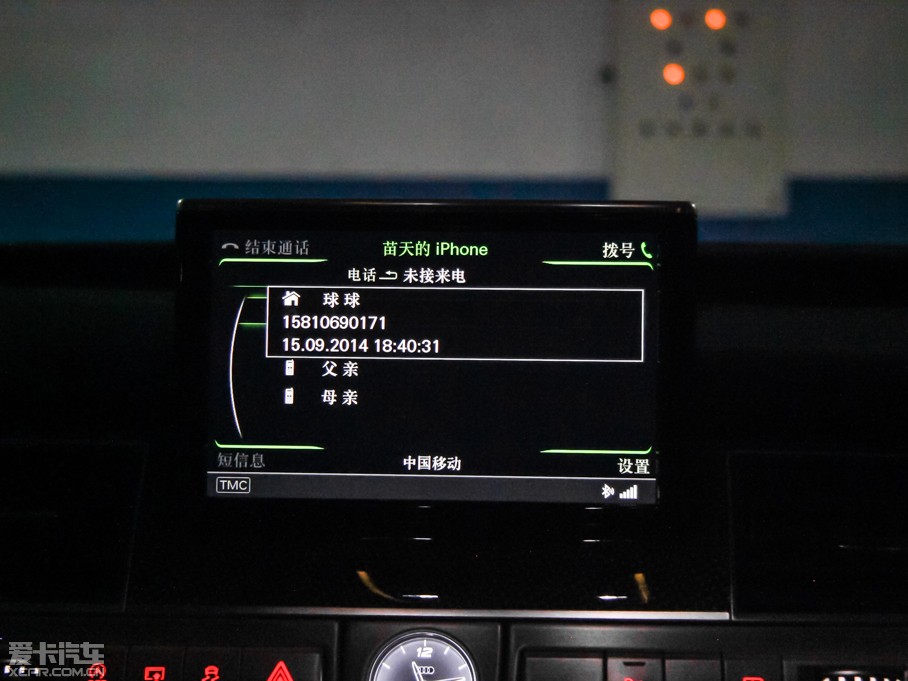 结束通话 苗天的 iPhone 拨号
电话 未接来电
球球
15810690171
15.09.2014 18:40:31
父亲
母亲
短信息 中国移动 设置
TMC
12
爱卡汽车
XCAR.COM.CN